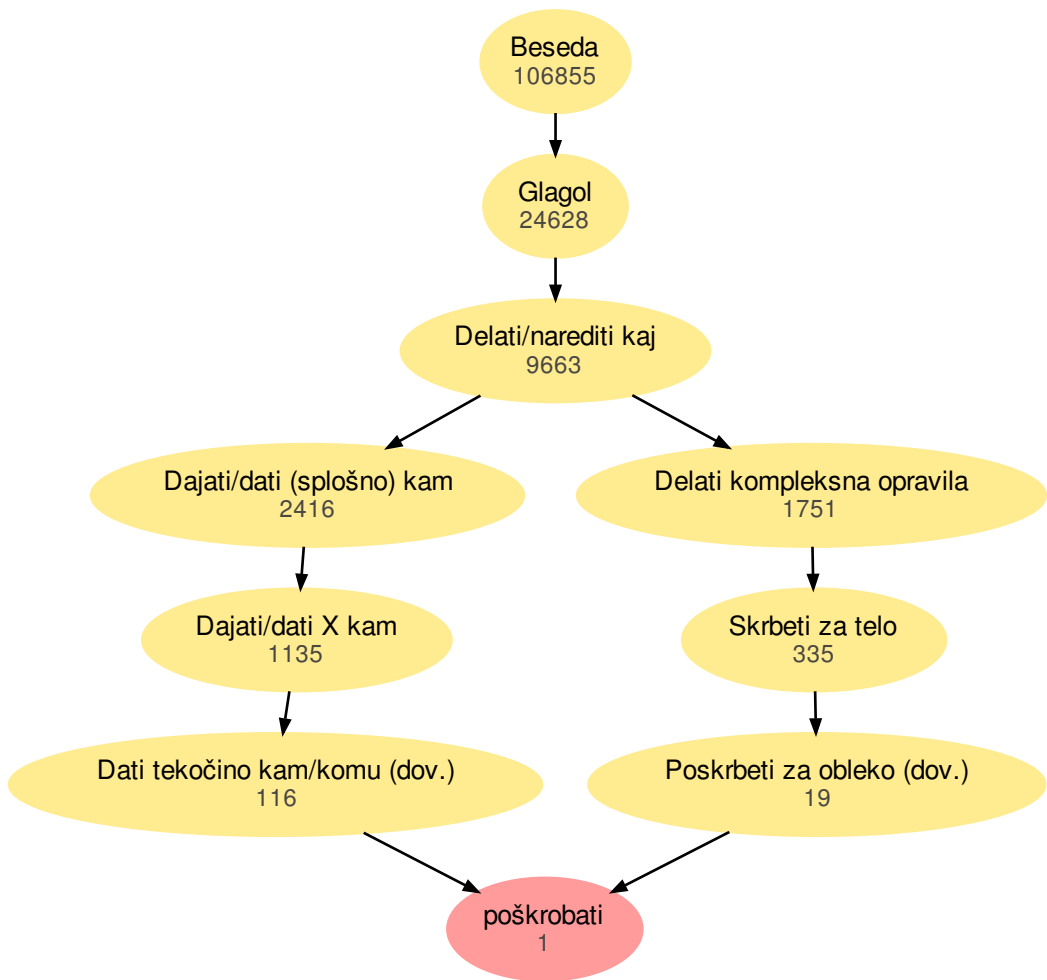 Beseda
106855
Glagol
24628
Delati/narediti kaj
9663
Dajati/dati (splošno) kam
2416
Delati kompleksna opravila
1751
Dajati/dati X kam
1135
Skrbeti za telo
335
Dati tekočino kam/komu (dov.)
116
Poskrbeti za obleko (dov.)
19
poškrobati
1